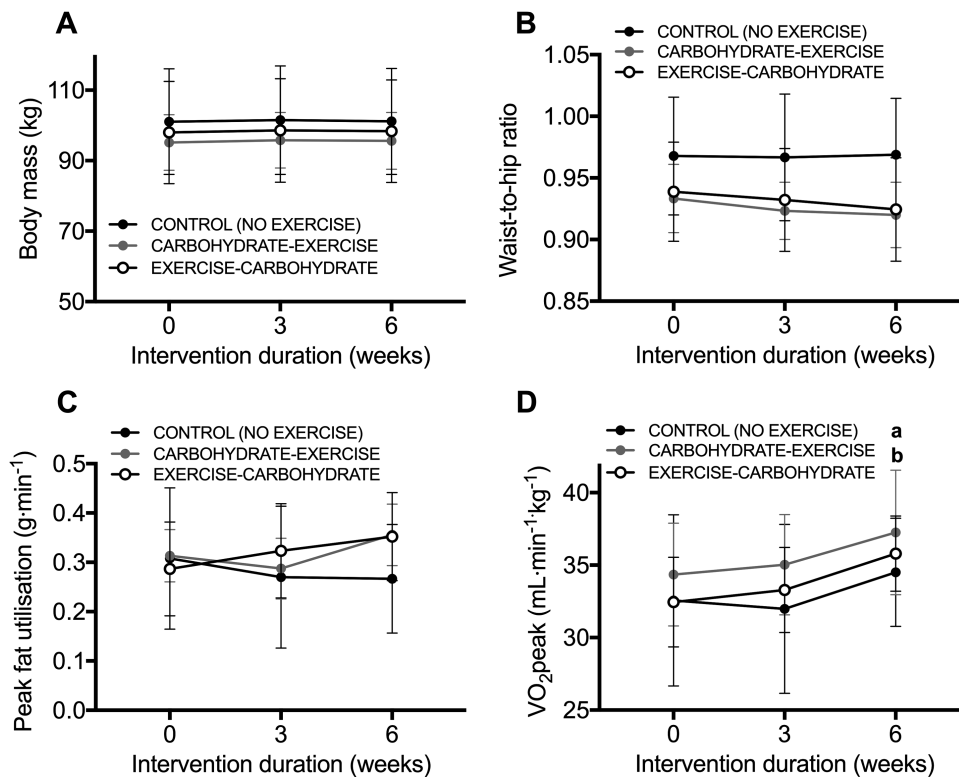 A
110
90
70
50
Body mass (kg)
CONTROL (NO EXERCISE)
CARBOHYDRATE-EXERCISE
EXERCISE-CARBOHYDRATE
0 3 6
Intervention duration (weeks)
B
CONTROL (NO EXERCISE)
CARBOHYDRATE-EXERCISE
EXERCISE-CARBOHYDRATE
1.05
1.00
0.95
0.90
0.85
Waist-to-hip ratio
0 3 6
Intervention duration (weeks)
C
CONTROL (NO EXERCISE)
CARBOHYDRATE-EXERCISE
EXERCISE-CARBOHYDRATE
0.5
0.4
0.3
0.2
0.1
0.0
Peak fat utilisation (g·min⁻¹)
0 3 6
Intervention duration (weeks)
D
CONTROL (NO EXERCISE) a
CARBOHYDRATE-EXERCISE b
EXERCISE-CARBOHYDRATE
40
35
30
25
VO₂peak (mL·min⁻¹·kg⁻¹)
0 3 6
Intervention duration (weeks)